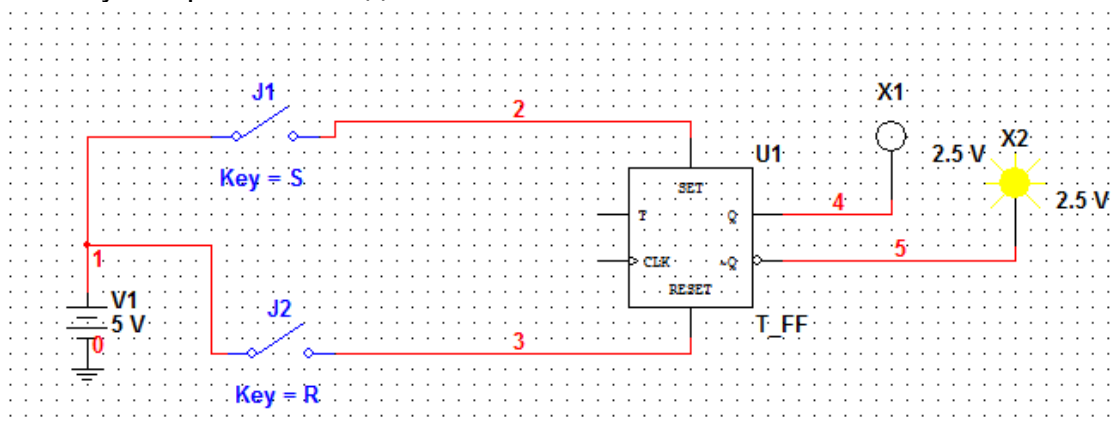 J1
2
X1
Key = S
U1
2.5 V
X2
SET
2.5 V
T
Q
4
1
CLK
~Q
5
RESET
V1
5 V
J2
T_FF
0
3
Key = R